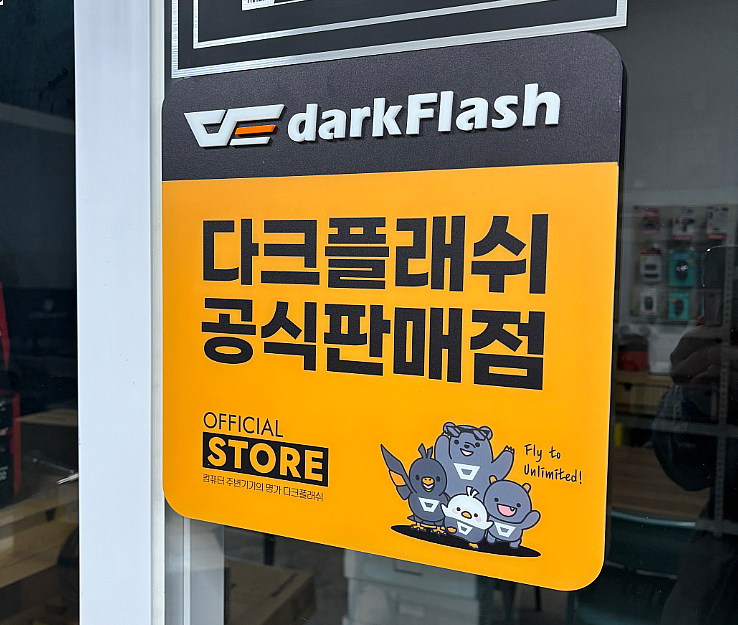 darkFlash
다크플래쉬
공식판매점
OFFICIAL
STORE
컴퓨터 주변기기의 명가 다크플래쉬
Fly to
Unlimited!